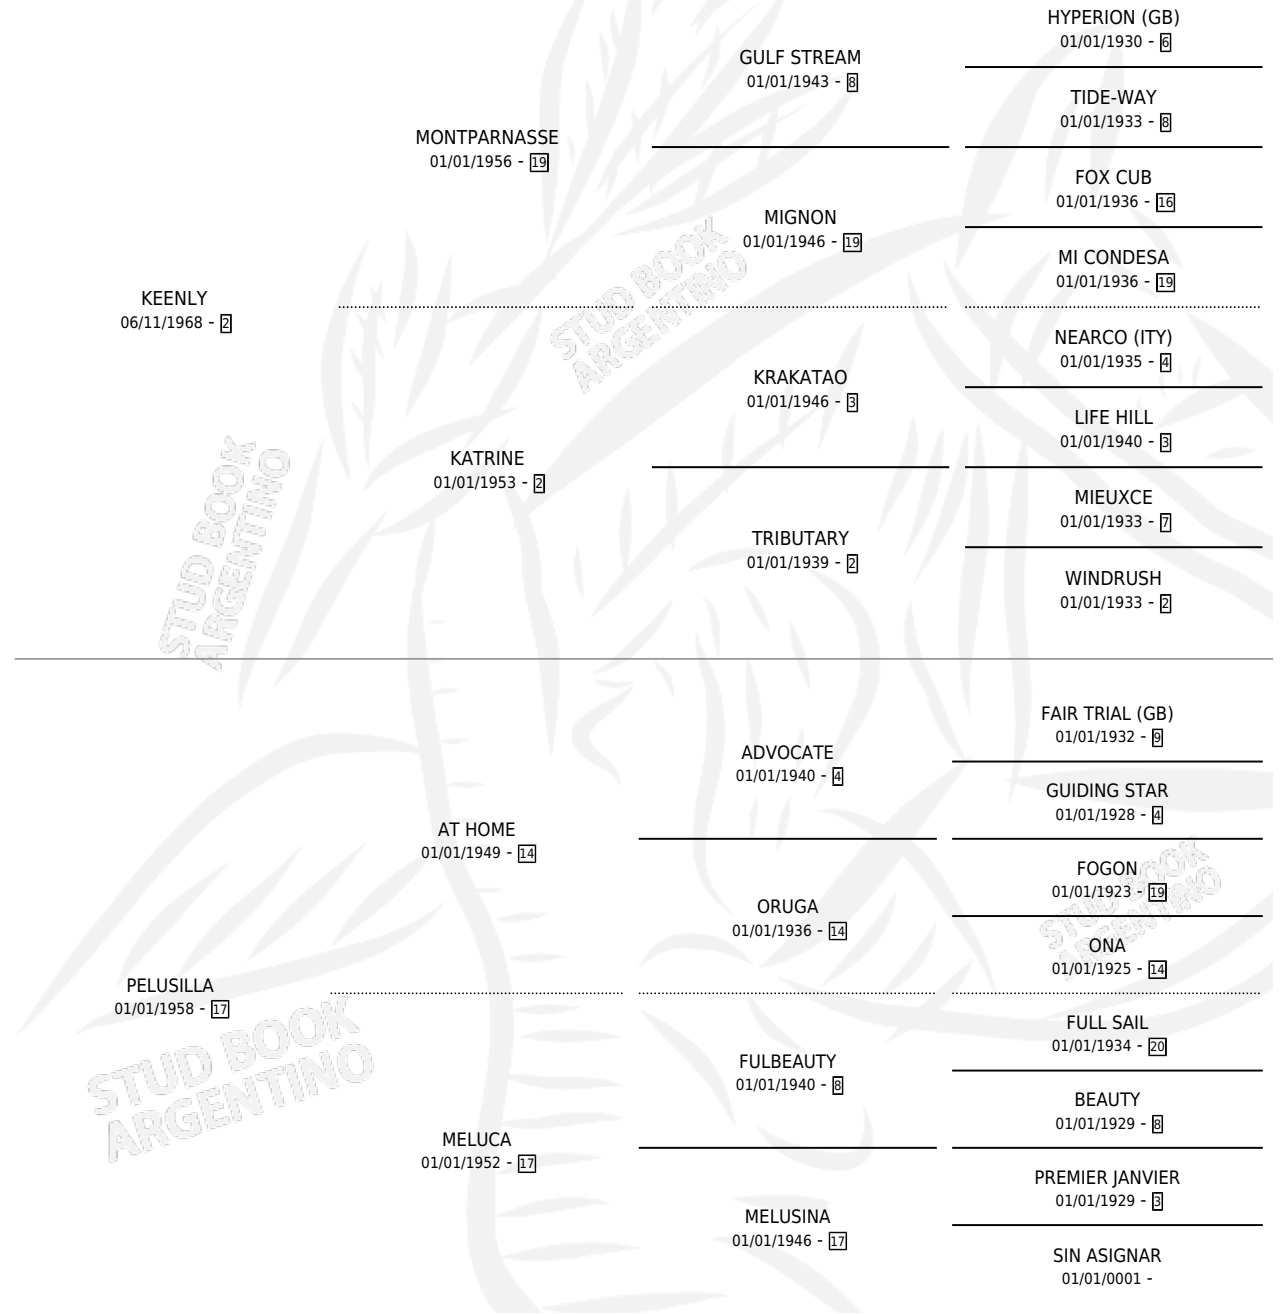 HYPERION (GB)
01/01/1930 - 6
GULF STREAM
01/01/1943 - 8
TIDE-WAY
01/01/1933 - 8
MONTPARNASSE
01/01/1956 - 19
FOX CUB
01/01/1936 - 16
MIGNON
01/01/1946 - 19
MI CONDESA
01/01/1936 - 19
KEENLY
06/11/1968 - 2
NEARCO (ITY)
01/01/1935 - 4
KRAKATAO
01/01/1946 - 3
LIFE HILL
01/01/1940 - 3
KATRINE
01/01/1953 - 2
MIEUXCE
01/01/1933 - 7
TRIBUTARY
01/01/1939 - 2
WINDRUSH
01/01/1933 - 2
FAIR TRIAL (GB)
01/01/1932 - 9
ADVOCATE
01/01/1940 - 4
GUIDING STAR
01/01/1928 - 4
AT HOME
01/01/1949 - 14
FOGON
01/01/1923 - 19
ORUGA
01/01/1936 - 14
ONA
01/01/1925 - 14
PELUSILLA
01/01/1958 - 17
FULL SAIL
01/01/1934 - 20
FULBEAUTY
01/01/1940 - 8
BEAUTY
01/01/1929 - 8
MELUCA
01/01/1952 - 17
PREMIER JANVIER
01/01/1929 - 3
MELUSINA
01/01/1946 - 17
SIN ASIGNAR
01/01/0001 -
STUD BOOK
ARGENTINO
STUD BOOK
ARGENTINO
STUD BOOK
ARGENTINO
STUD BOOK
ARGENTINO